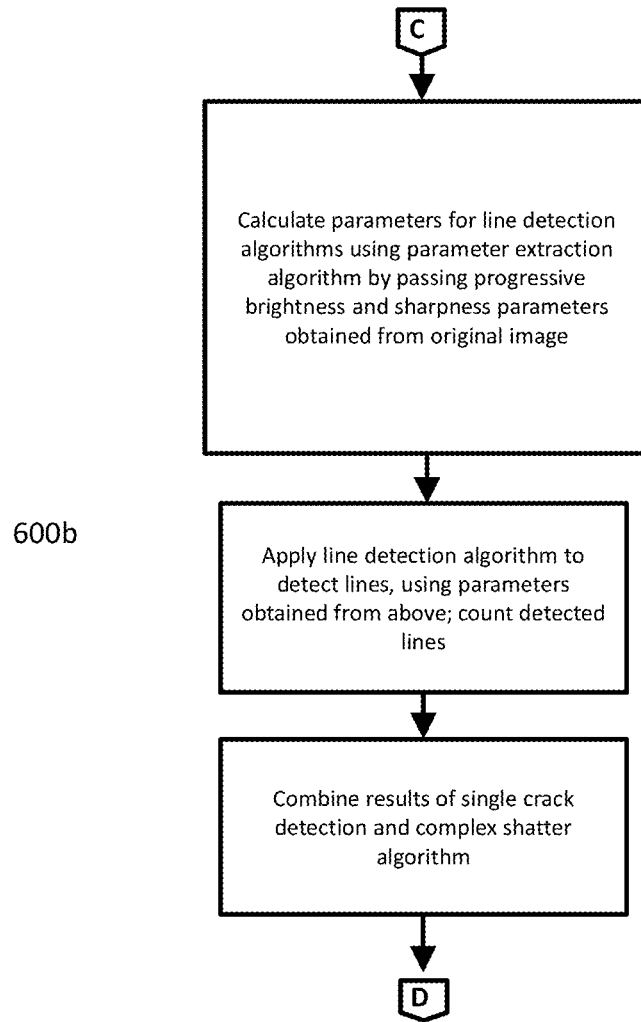 C
Calculate parameters for line detection
algorithms using parameter extraction
algorithm by passing progressive
brightness and sharpness parameters
obtained from original image
600b
Apply line detection algorithm to
detect lines, using parameters
obtained from above; count detected
lines
Combine results of single crack
detection and complex shatter
algorithm
D